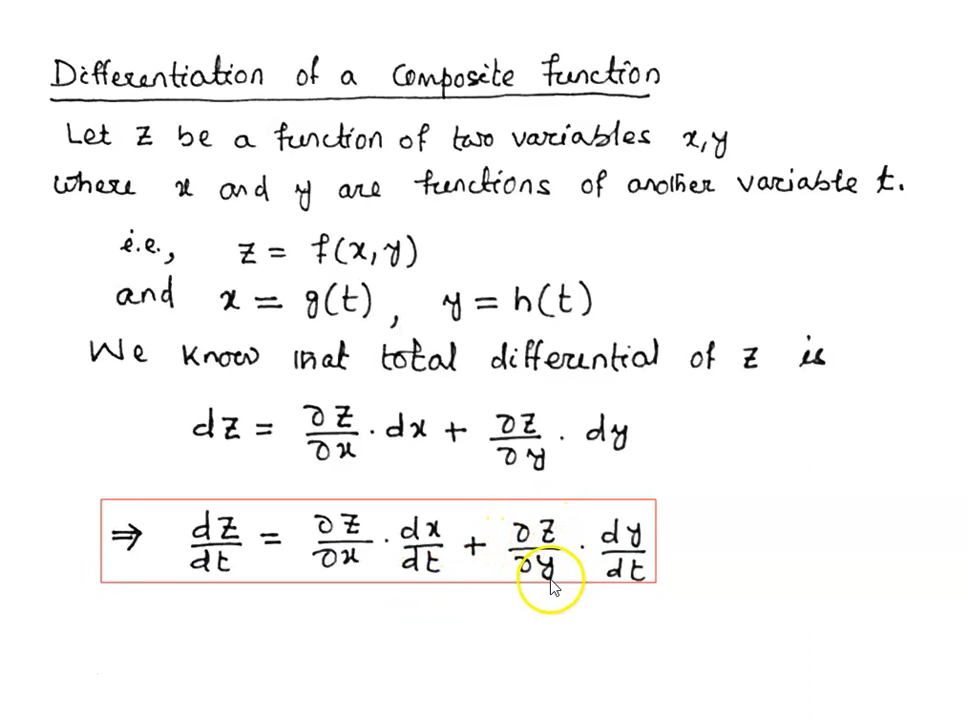 Differentiation of a Composite function
Let Z be a function of two variables x, y
where x and y are functions of another variable t.
i.e., z = f(x, y)
and x = g(t), y = h(t)
We know that total differential of z is
dz = ∂z/∂x · dx + ∂z/∂y · dy
⇒ dz/dt = ∂z/∂x · dx/dt + ∂z/∂y · dy/dt